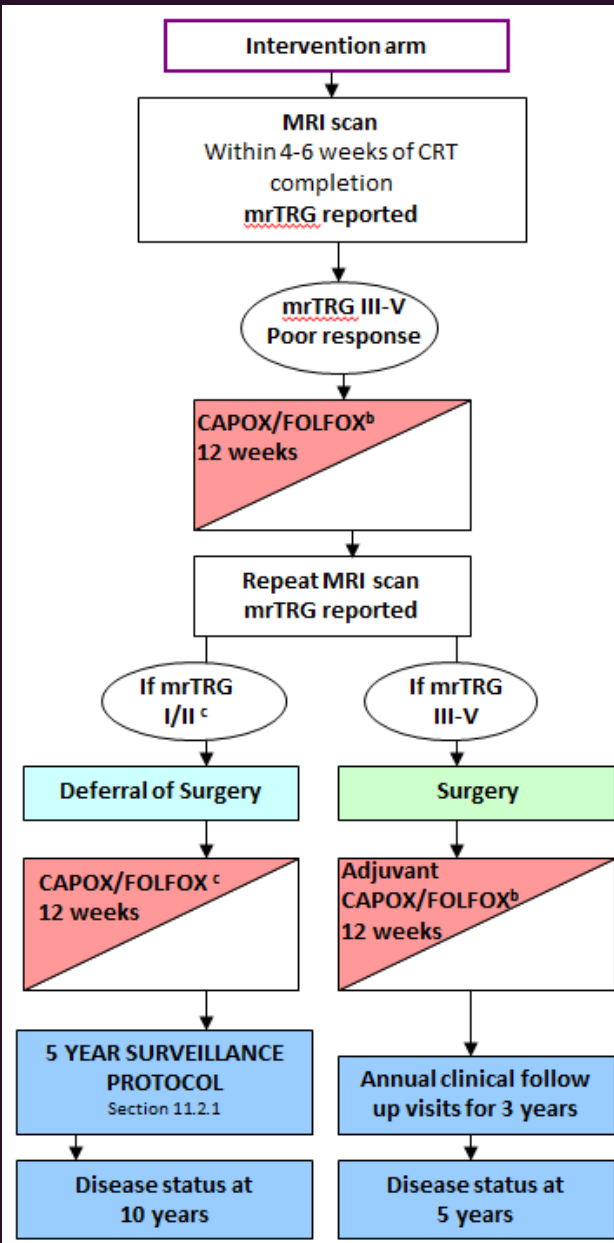 Intervention arm
MRI scan
Within 4-6 weeks of CRT
completion
mrTRG reported
mrTRG III-V
Poor response
CAPOX/FOLFOXᵇ
12 weeks
Repeat MRI scan
mrTRG reported
If mrTRG
I/II ᶜ
If mrTRG
III-V
Deferral of Surgery
Surgery
CAPOX/FOLFOX ᶜ
12 weeks
Adjuvant
CAPOX/FOLFOXᵇ
12 weeks
5 YEAR SURVEILLANCE
PROTOCOL
Section 11.2.1
Annual clinical follow
up visits for 3 years
Disease status at
10 years
Disease status at
5 years